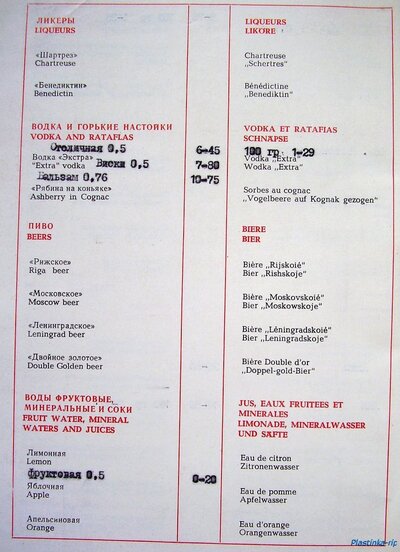 ЛИКЕРЫ
LIQUEURS
«Шартрез»
Chartreuse
«Бенедиктин»
Benedictin
ВОДКА И ГОРЬКИЕ НАСТОЙКИ
VODKA AND RATAFIAS
Отличная 0,5 6-45
Водка «Экстра»
"Extra" vodka Виски 0,5 7-80
Бальзам 0,76 10-75
«Рябина на коньяке»
Ashberry in Cognac
ПИВО
BEERS
«Рижское»
Riga beer
«Московское»
Moscow beer
«Ленинградское»
Leningrad beer
«Двойное золотое»
Double Golden beer
ВОДЫ ФРУКТОВЫЕ,
МИНЕРАЛЬНЫЕ И СОКИ
FRUIT WATER, MINERAL
WATERS AND JUICES
Лимонная
Lemon
Фруктовая 0,5 0-20
Яблочная
Apple
Апельсиновая
Orange
LIQUEURS
LIKÖRE
Chartreuse
„Schertres"
Bénédictine
„Benediktin"
VODKA ET RATAFIAS
SCHNÄPSE
100 гр. 1-29
Vodka „Extra"
Wodka „Extra"
Sorbes au cognac
„Vogelbeere auf Kognak gezogen"
BIERE
BIER
Bière „Rijskoié"
Bier „Rishskoje"
Bière „Moskovskoié"
Bier „Moskowskoje"
Bière „Léningradskoié"
Bier „Leningradskoje"
Bière Double d'or
„Doppel-gold-Bier"
JUS, EAUX FRUITEES ET
MINERALES
LIMONADE, MINERALWASSER
UND SÄFTE
Eau de citron
Zitronenwasser
Eau de pomme
Apfelwasser
Eau d'orange
Orangenwasser
Plastinka-rip